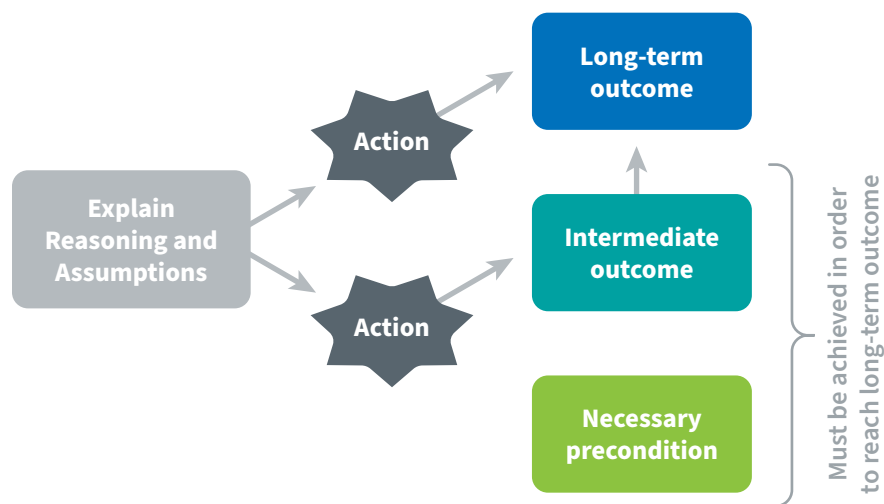 Long-term
outcome
Action
Explain
Reasoning and
Assumptions
Intermediate
outcome
Action
Necessary
precondition
Must be achieved in order
to reach long-term outcome